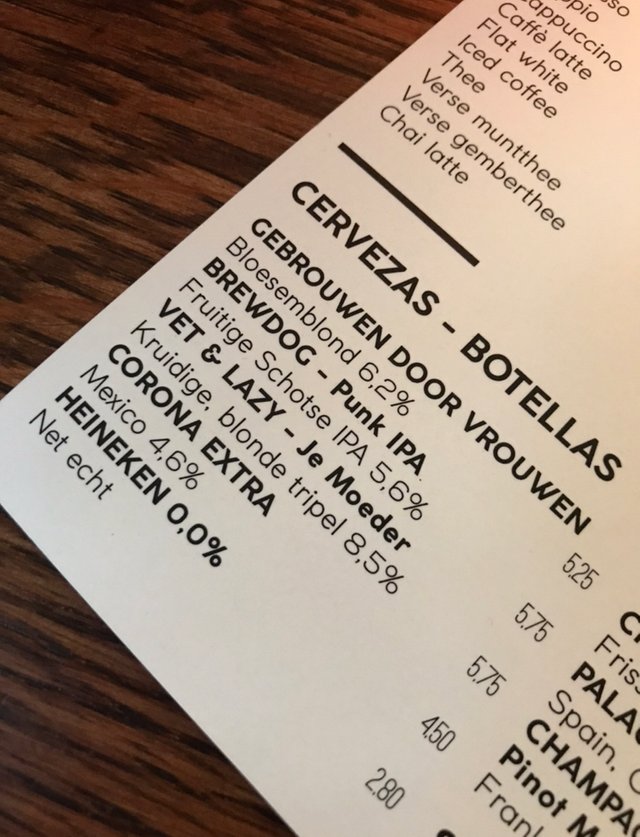 Cappuccino
Caffè latte
Flat white
Iced coffee
Thee
Verse muntthee
Verse gemberthee
Chai latte
CERVEZAS - BOTELLAS
GEBROUWEN DOOR VROUWEN
Bloesemblond 6,2% 5,25
BREWDOG - Punk IPA
Fruitige Schotse IPA 5,6% 5,75
VET & LAZY - Je Moeder
Kruidige, blonde tripel 8,5% 5,75
CORONA EXTRA
Mexico 4,6% 4,50
HEINEKEN 0,0%
Net echt 2,80
Spain,
CHAMPA
Pinot